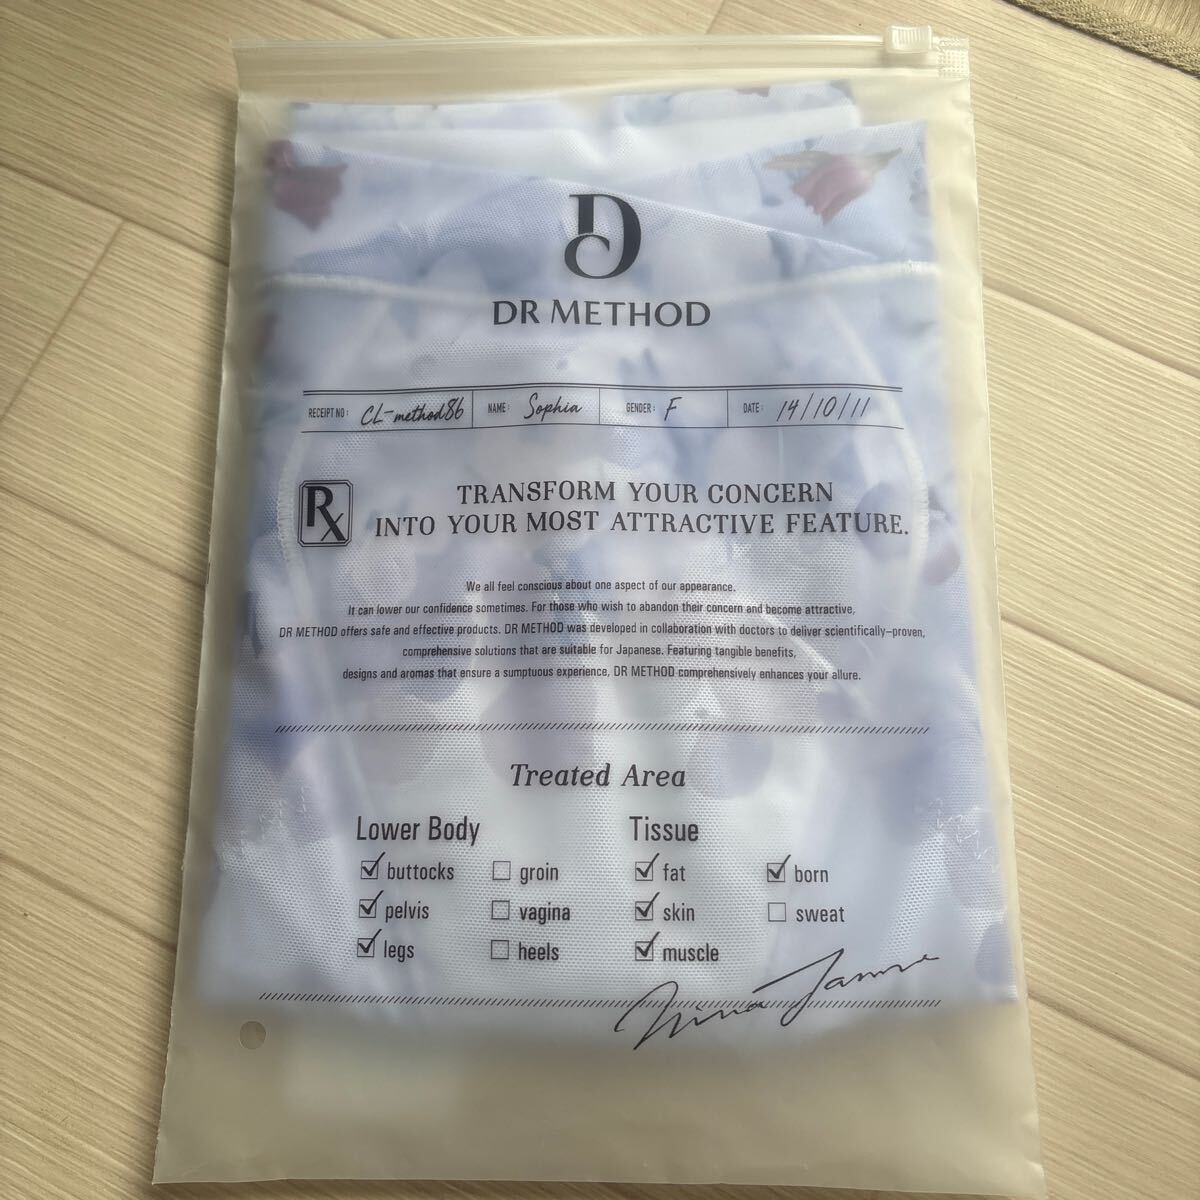 DC
DR METHOD
RECEIPT NO: CL-method86 NAME: Sophia GENDER: F DATE: 14/10/11
Rx TRANSFORM YOUR CONCERN
INTO YOUR MOST ATTRACTIVE FEATURE.
We all feel conscious about one aspect of our appearance.
It can lower our confidence sometimes. For those who wish to abandon their concern and become attractive,
DR METHOD offers safe and effective products. DR METHOD was developed in collaboration with doctors to deliver scientifically-proven,
comprehensive solutions that are suitable for Japanese. Featuring tangible benefits,
designs and aromas that ensure a sumptuous experience, DR METHOD comprehensively enhances your allure.
Treated Area
Lower Body Tissue
buttocks groin fat born
pelvis vagina skin sweat
legs heels muscle